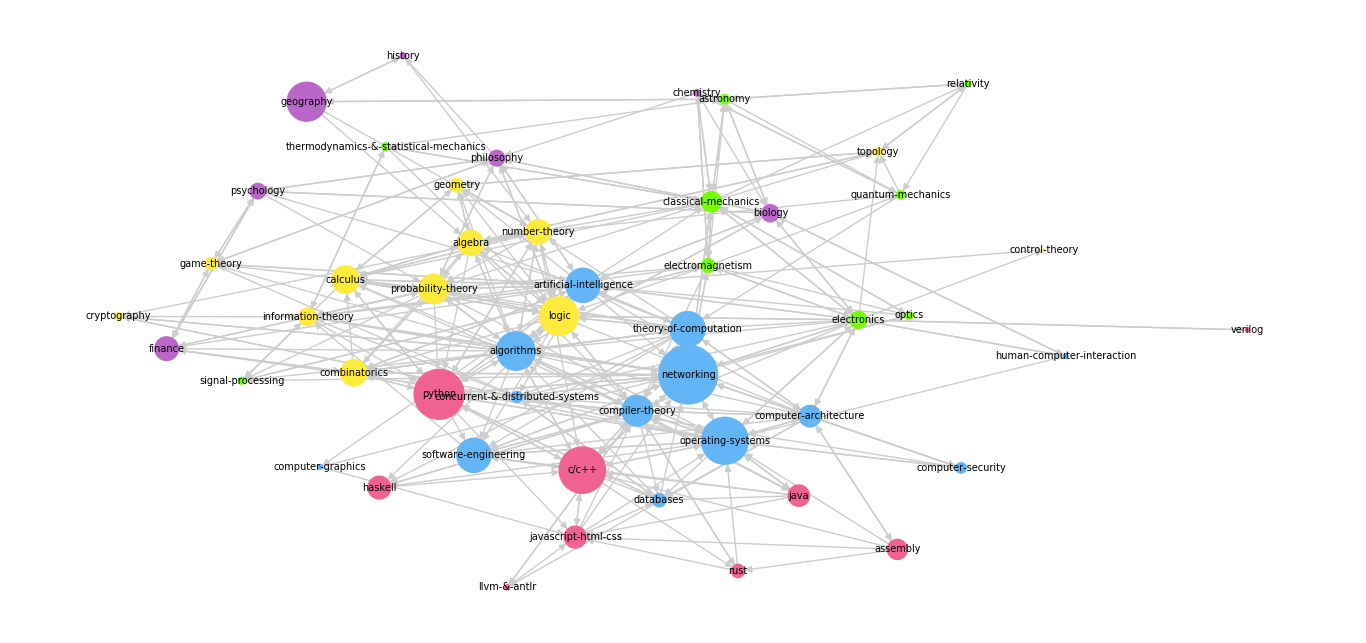 history
relativity
chemistry
astronomy
geography
thermodynamics-&-statistical-mechanics
topology
philosophy
geometry
psychology
quantum-mechanics
classical-mechanics
biology
number-theory
algebra
control-theory
game-theory
electromagnetism
calculus
artificial-intelligence
probability-theory
cryptography
information-theory
logic
optics
electronics
theory-of-computation
verilog
finance
algorithms
human-computer-interaction
combinatorics
networking
signal-processing
python
concurrent-&-distributed-systems
compiler-theory
computer-architecture
operating-systems
software-engineering
computer-graphics
computer-security
c/c++
haskell
java
databases
javascript-html-css
assembly
rust
llvm-&-antlr